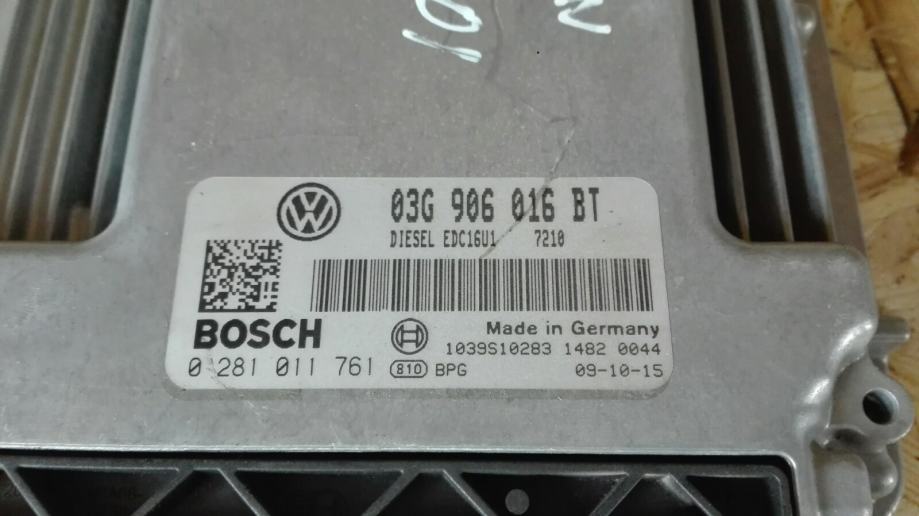 03G 906 016 BT
DIESEL EDC16U1 7210
BOSCH
Made in Germany
1039S10283 1482 0044
0 281 011 761 810 BPG 09-10-15